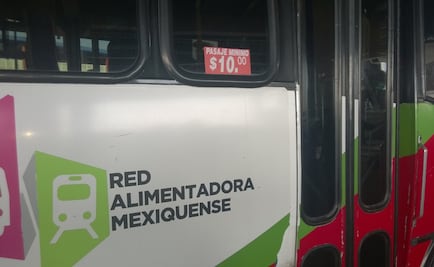 PASAJE MINIMO
$10.00
RED
ALIMENTADORA
MEXIQUENSE